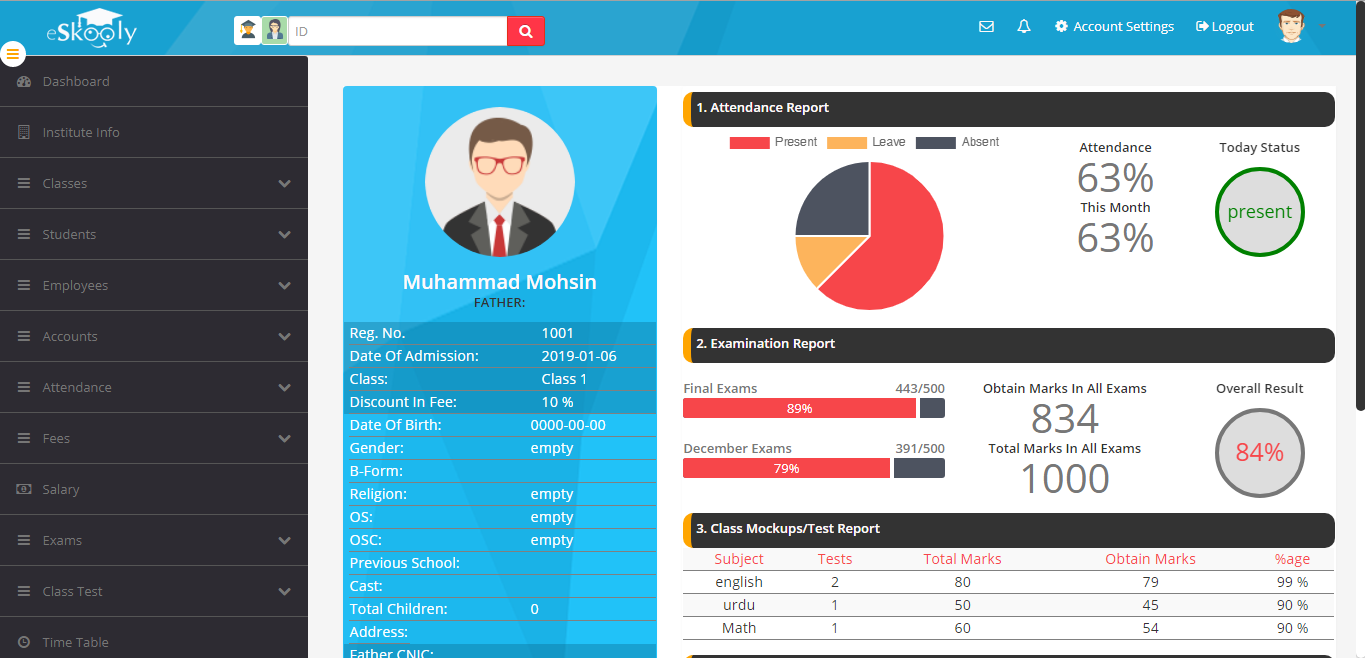 eSkooly
ID
Account Settings
Logout
Dashboard
Institute Info
Classes
Students
Employees
Accounts
Attendance
Fees
Salary
Exams
Class Test
Time Table
Muhammad Mohsin
FATHER:
Reg. No. 1001
Date Of Admission: 2019-01-06
Class: Class 1
Discount In Fee: 10 %
Date Of Birth: 0000-00-00
Gender: empty
B-Form:
Religion: empty
OS: empty
OSC: empty
Previous School:
Cast:
Total Children: 0
Address:
Father CNIC:
1. Attendance Report
Present Leave Absent
Attendance
63%
This Month
63%
Today Status
present
2. Examination Report
Final Exams 443/500
89%
December Exams 391/500
79%
Obtain Marks In All Exams
834
Total Marks In All Exams
1000
Overall Result
84%
3. Class Mockups/Test Report
Subject Tests Total Marks Obtain Marks %age
english 2 80 79 99 %
urdu 1 50 45 90 %
Math 1 60 54 90 %